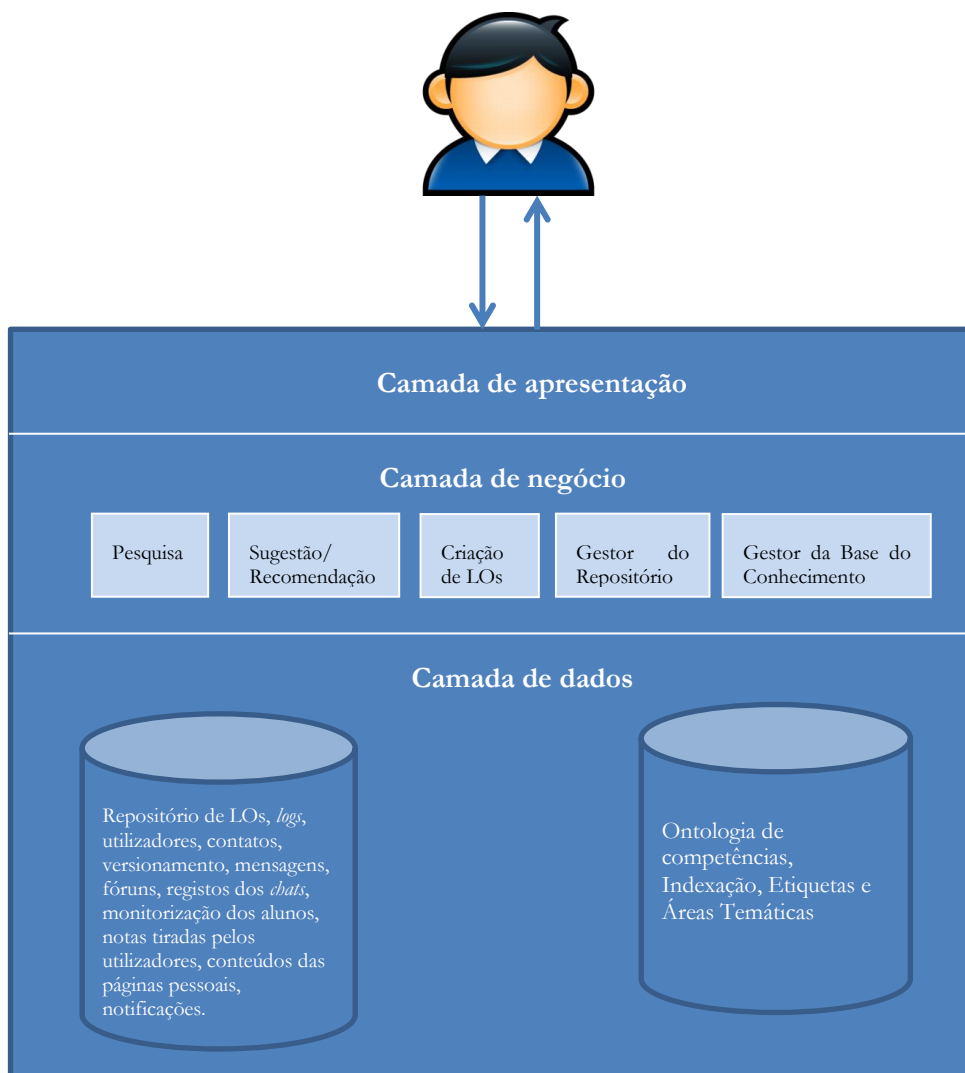 Camada de apresentação
Camada de negócio
Pesquisa
Sugestão/
Recomendação
Criação
de LOs
Gestor do
Repositório
Gestor da Base do
Conhecimento
Camada de dados
Repositório de LOs, logs,
utilizadores, contatos,
versionamento, mensagens,
fóruns, registos dos chats,
monitorização dos alunos,
notas tiradas pelos
utilizadores, conteúdos das
páginas pessoais,
notificações.
Ontologia de
competências,
Indexação, Etiquetas e
Áreas Temáticas